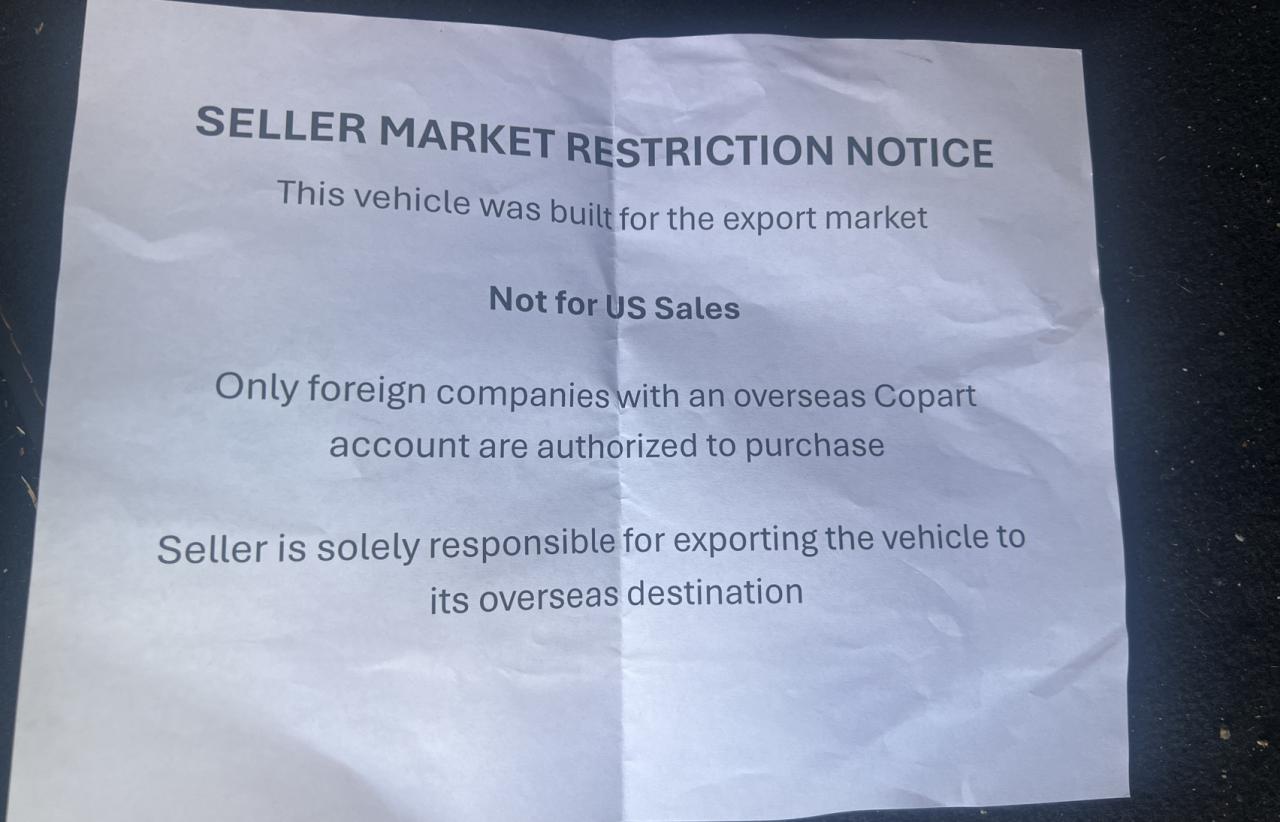 SELLER MARKET RESTRICTION NOTICE
This vehicle was built for the export market
Not for US Sales
Only foreign companies with an overseas Copart
account are authorized to purchase
Seller is solely responsible for exporting the vehicle to
its overseas destination